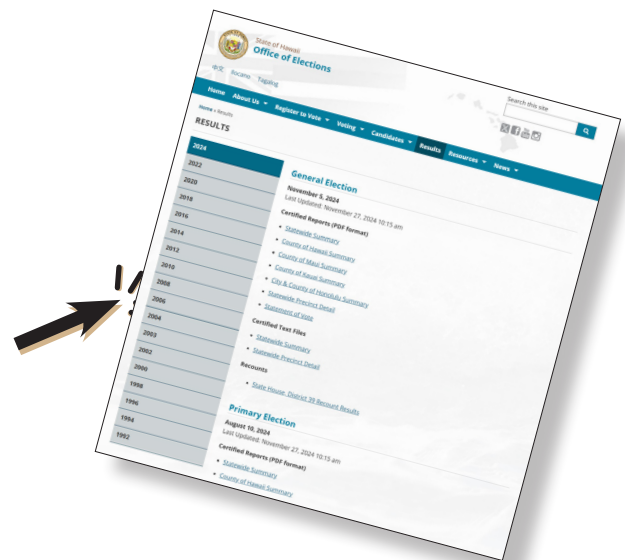 State of Hawaii
Office of Elections
中文 Ilocano Tagalog
Search this site
Home About Us Register to Vote Voting Candidates Results Resources News
Home » Results
RESULTS
2024
2022
2020
2018
2016
2014
2012
2010
2008
2006
2004
2003
2002
2000
1998
1996
1994
1992
General Election
November 5, 2024
Last Updated: November 27, 2024 10:15 am
Certified Reports (PDF format)
Statewide Summary
County of Hawaii Summary
County of Maui Summary
County of Kauai Summary
City & County of Honolulu Summary
Statewide Precinct Detail
Statement of Vote
Certified Text Files
Statewide Summary
Statewide Precinct Detail
Recounts
State House, District 39 Recount Results
Primary Election
August 10, 2024
Last Updated: November 27, 2024 10:15 am
Certified Reports (PDF format)
Statewide Summary
County of Hawaii Summary